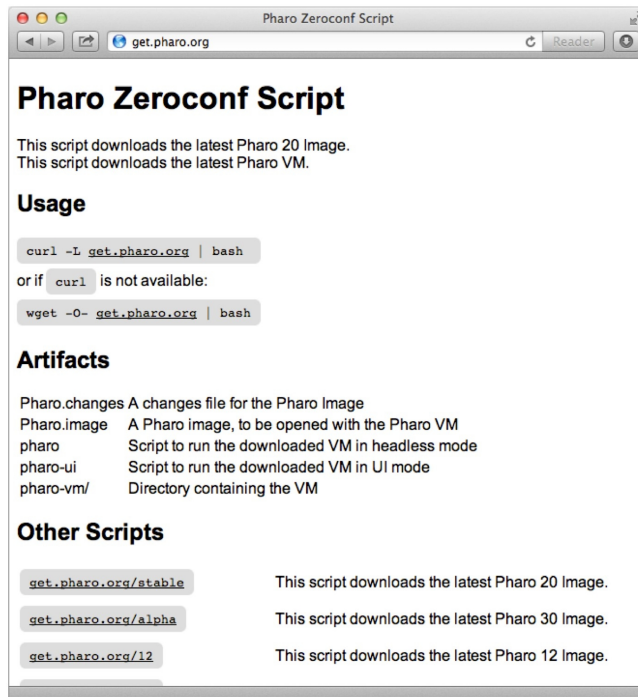 Pharo Zeroconf Script
get.pharo.org
Reader
Pharo Zeroconf Script
This script downloads the latest Pharo 20 Image.
This script downloads the latest Pharo VM.
Usage
curl -L get.pharo.org | bash
or if curl is not available:
wget -O- get.pharo.org | bash
Artifacts
Pharo.changes A changes file for the Pharo Image
Pharo.image A Pharo image, to be opened with the Pharo VM
pharo Script to run the downloaded VM in headless mode
pharo-ui Script to run the downloaded VM in UI mode
pharo-vm/ Directory containing the VM
Other Scripts
get.pharo.org/stable This script downloads the latest Pharo 20 Image.
get.pharo.org/alpha This script downloads the latest Pharo 30 Image.
get.pharo.org/12 This script downloads the latest Pharo 12 Image.